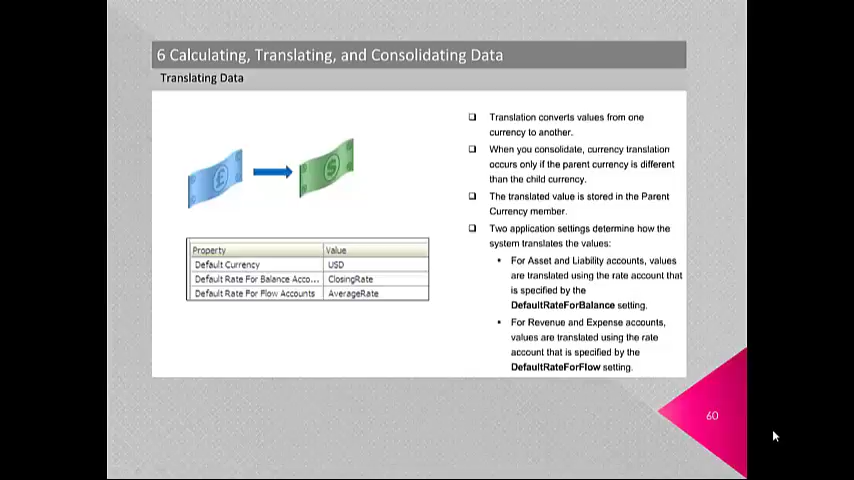 6 Calculating, Translating, and Consolidating Data
Translating Data
Translation converts values from one
currency to another.
When you consolidate, currency translation
occurs only if the parent currency is different
than the child currency.
The translated value is stored in the Parent
Currency member.
Two application settings determine how the
system translates the values:
• For Asset and Liability accounts, values
are translated using the rate account that
is specified by the
DefaultRateForBalance setting.
• For Revenue and Expense accounts,
values are translated using the rate
account that is specified by the
DefaultRateForFlow setting.
£
$
Property Value
Default Currency USD
Default Rate For Balance Acco... ClosingRate
Default Rate For Flow Accounts AverageRate
60